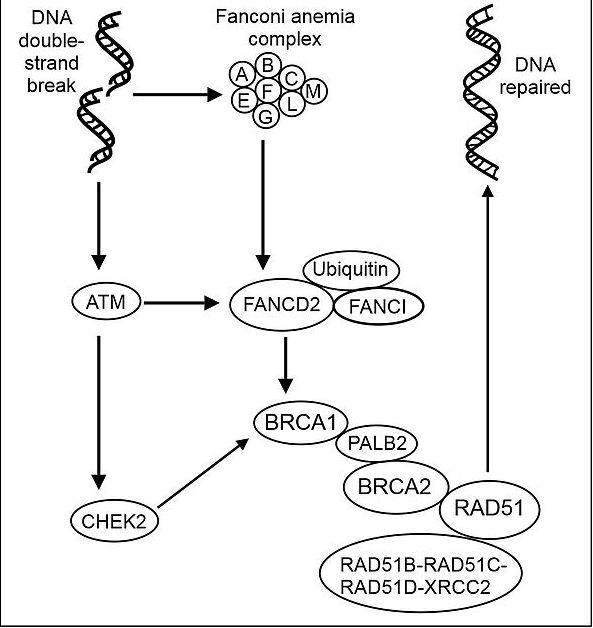 DNA
double-
strand
break
Fanconi anemia
complex
A
B
C
M
E
F
L
G
DNA
repaired
Ubiquitin
ATM
FANCD2
FANCI
BRCA1
PALB2
BRCA2
CHEK2
RAD51
RAD51B-RAD51C-
RAD51D-XRCC2